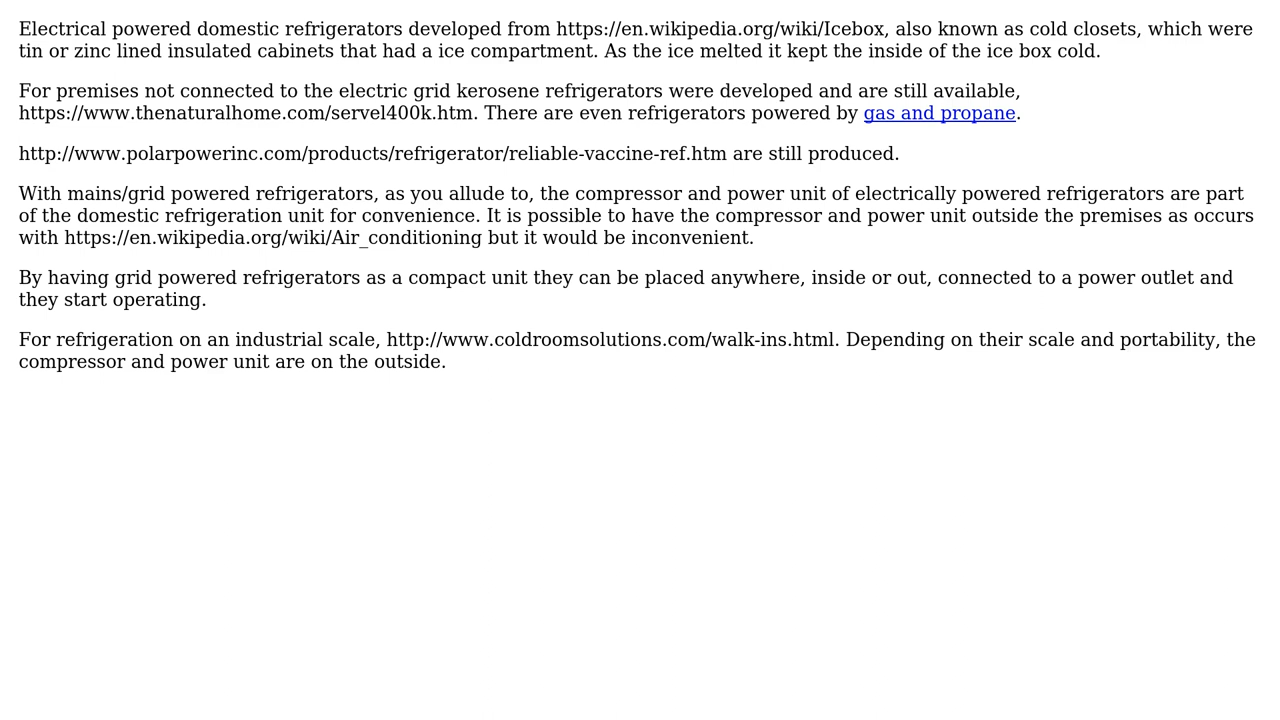 Electrical powered domestic refrigerators developed from https://en.wikipedia.org/wiki/Icebox, also known as cold closets, which were
tin or zinc lined insulated cabinets that had a ice compartment. As the ice melted it kept the inside of the ice box cold.
For premises not connected to the electric grid kerosene refrigerators were developed and are still available,
https://www.thenaturalhome.com/servel400k.htm. There are even refrigerators powered by gas and propane.
http://www.polarpowerinc.com/products/refrigerator/reliable-vaccine-ref.htm are still produced.
With mains/grid powered refrigerators, as you allude to, the compressor and power unit of electrically powered refrigerators are part
of the domestic refrigeration unit for convenience. It is possible to have the compressor and power unit outside the premises as occurs
with https://en.wikipedia.org/wiki/Air_conditioning but it would be inconvenient.
By having grid powered refrigerators as a compact unit they can be placed anywhere, inside or out, connected to a power outlet and
they start operating.
For refrigeration on an industrial scale, http://www.coldroomsolutions.com/walk-ins.html. Depending on their scale and portability, the
compressor and power unit are on the outside.